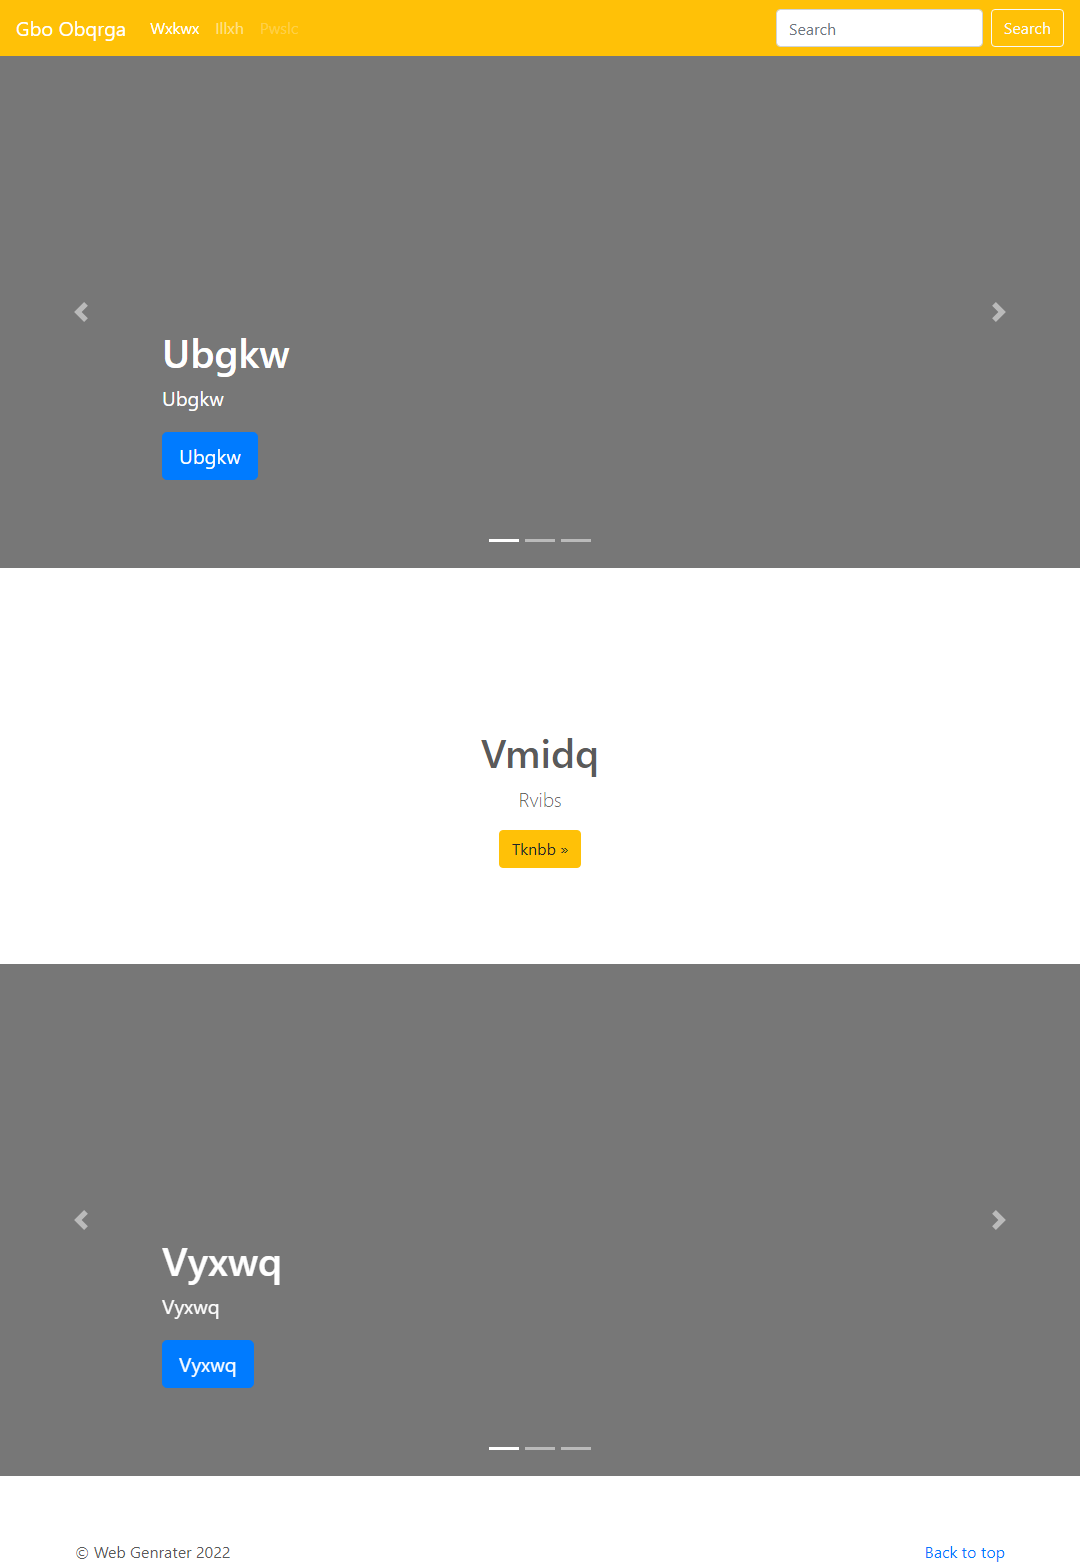 Gbo Obqrga Wxkwx Illxh Pwslc Search Search
Ubgkw
Ubgkw
Ubgkw
Vmidq
Rvibs
Tknbb »
Vyxwq
Vyxwq
Vyxwq
© Web Genrater 2022 Back to top